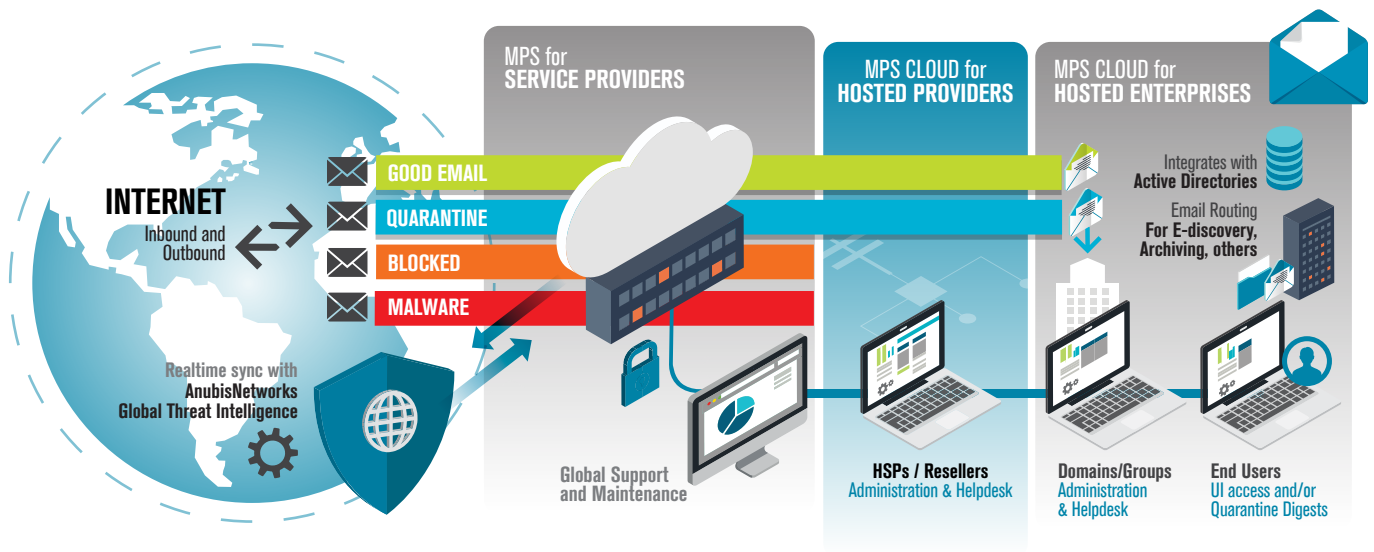 MPS for
SERVICE PROVIDERS
MPS CLOUD for
HOSTED PROVIDERS
MPS CLOUD for
HOSTED ENTERPRISES
GOOD EMAIL
QUARANTINE
BLOCKED
MALWARE
INTERNET
Inbound and
Outbound
Integrates with
Active Directories
Email Routing
For E-discovery,
Archiving, others
Realtime sync with
AnubisNetworks
Global Threat Intelligence
Global Support
and Maintenance
HSPs / Resellers
Administration & Helpdesk
Domains/Groups
Administration
& Helpdesk
End Users
UI access and/or
Quarantine Digests